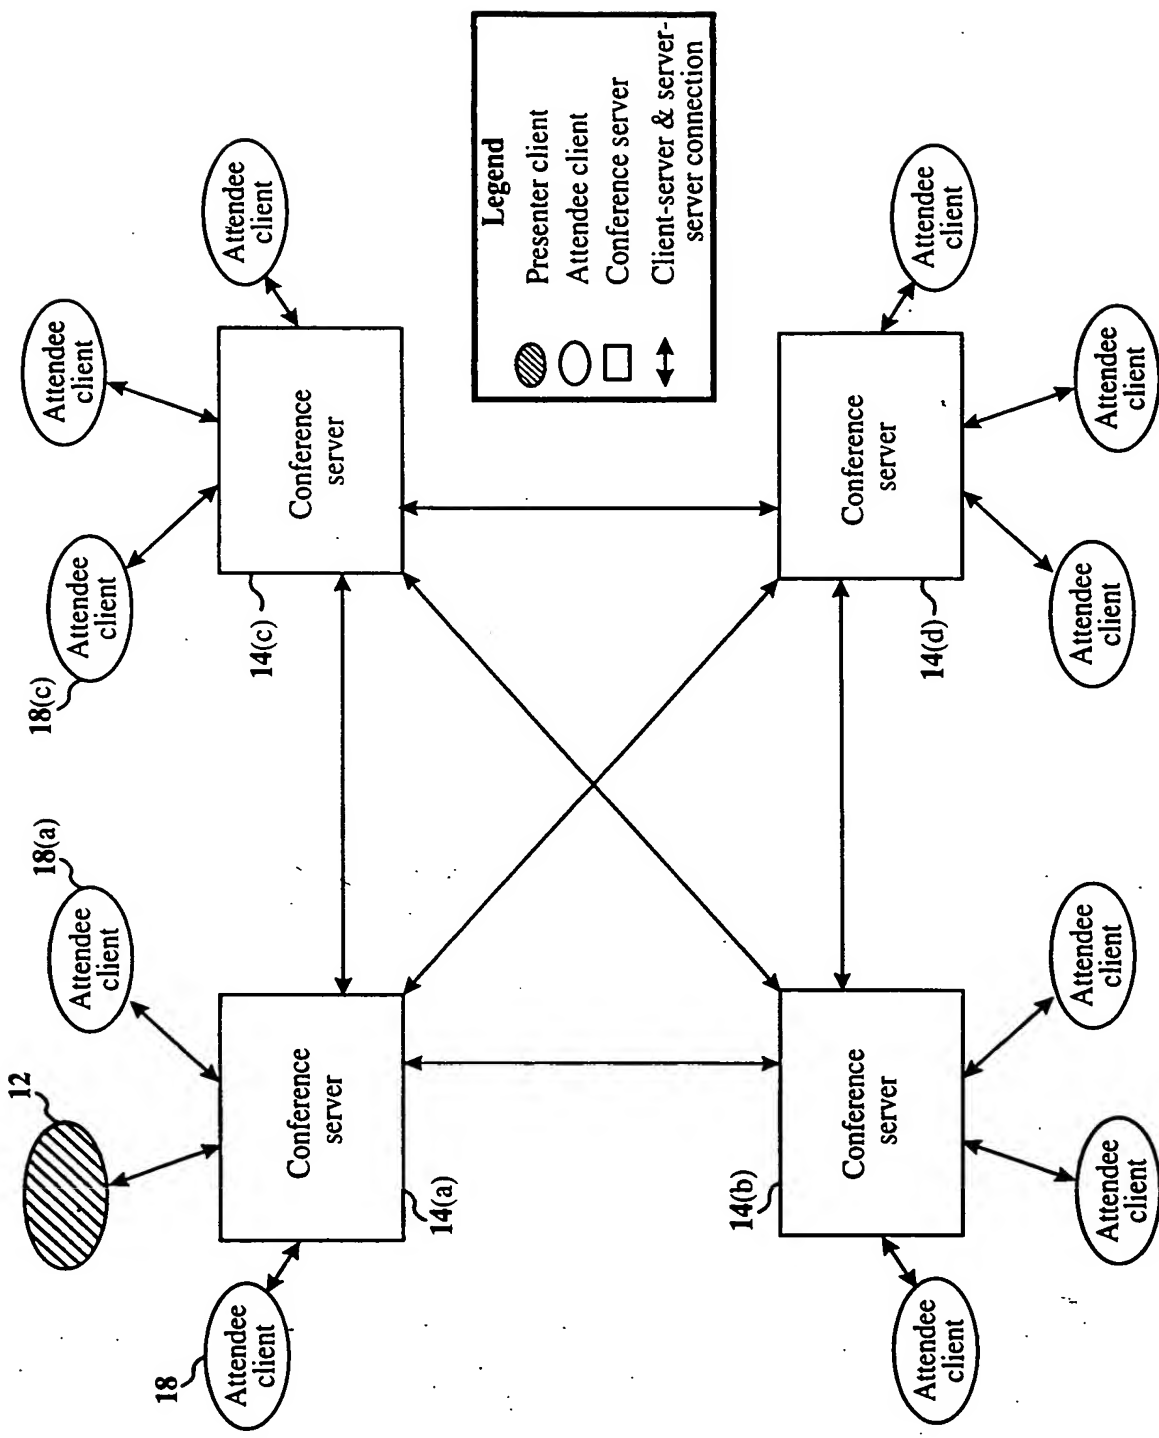 12
18(a)
Attendee
client
18
Attendee
client
Conference
server
14(a)
18(c)
Attendee
client
Attendee
client
Attendee
client
Conference
server
14(c)
14(b)
Conference
server
Attendee
client
Attendee
client
Attendee
client
14(d)
Conference
server
Attendee
client
Attendee
client
Attendee
client
Legend
Presenter client
Attendee client
Conference server
Client-server & server-
server connection